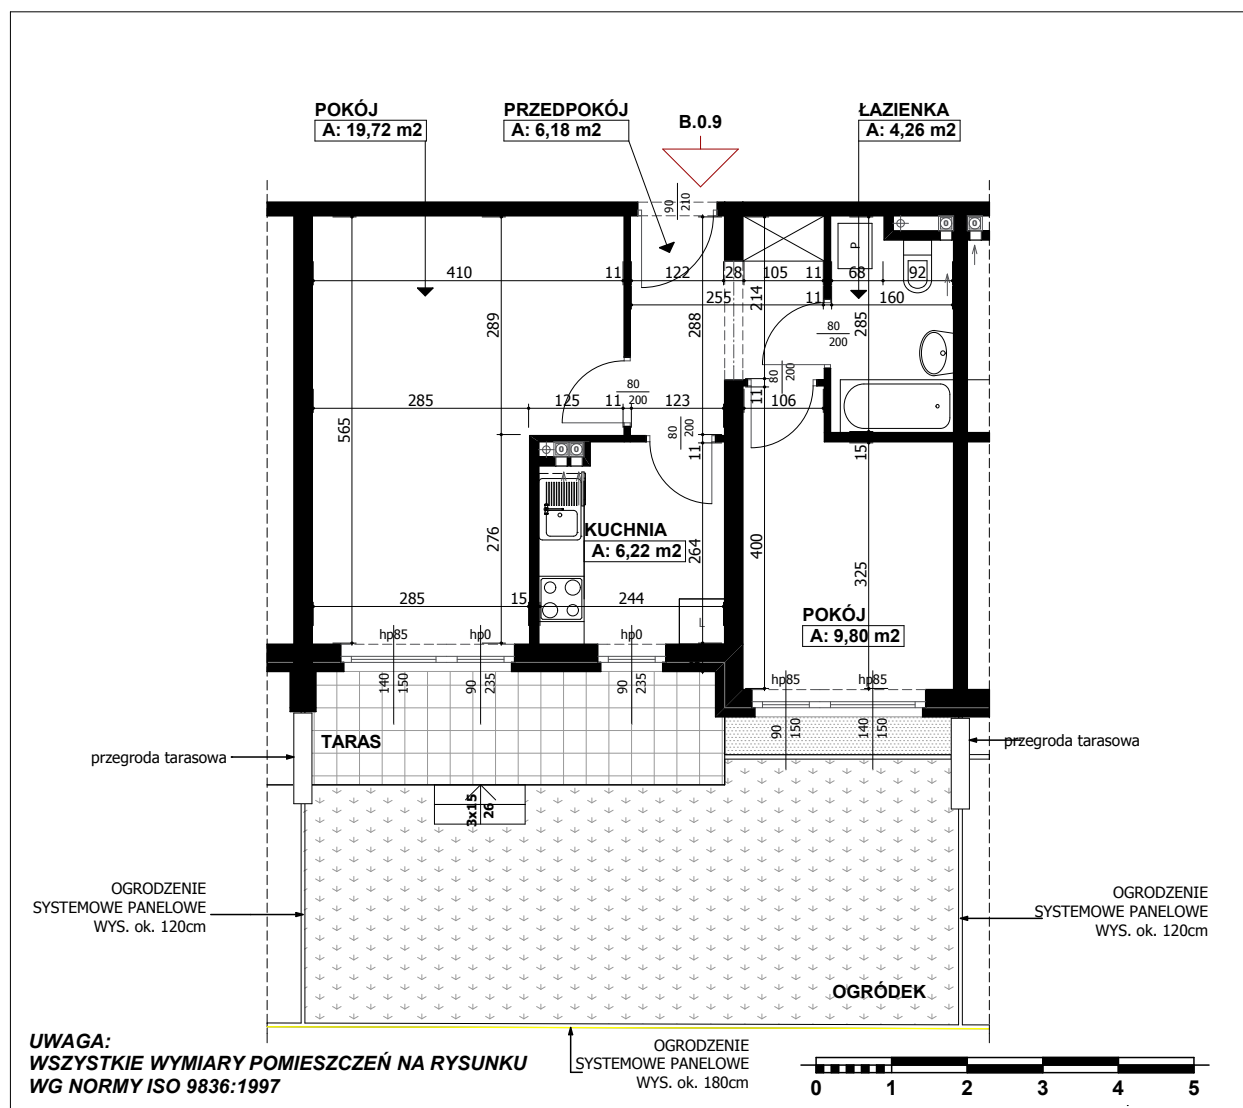 POKÓJ
A: 19,72 m2
PRZEDPOKÓJ
A: 6,18 m2
B.0.9
ŁAZIENKA
A: 4,26 m2
90
210
P
410
11
122
28
105
11
68
92
255
11
160
289
288
214
285
80
200
80
200
80
200
80
200
285
125
11
123
11
106
565
11
15
276
KUCHNIA
A: 6,22 m2
264
400
325
285
15
244
L
POKÓJ
A: 9,80 m2
hp85
hp0
hp0
hp85
hp85
140
150
90
235
90
235
90
150
140
150
TARAS
przegroda tarasowa
przegroda tarasowa
3x15
26
OGRODZENIE
SYSTEMOWE PANELOWE
WYS. ok. 120cm
OGRODZENIE
SYSTEMOWE PANELOWE
WYS. ok. 120cm
OGRÓDEK
UWAGA:
WSZYSTKIE WYMIARY POMIESZCZEŃ NA RYSUNKU
WG NORMY ISO 9836:1997
OGRODZENIE
SYSTEMOWE PANELOWE
WYS. ok. 180cm
0 1 2 3 4 5